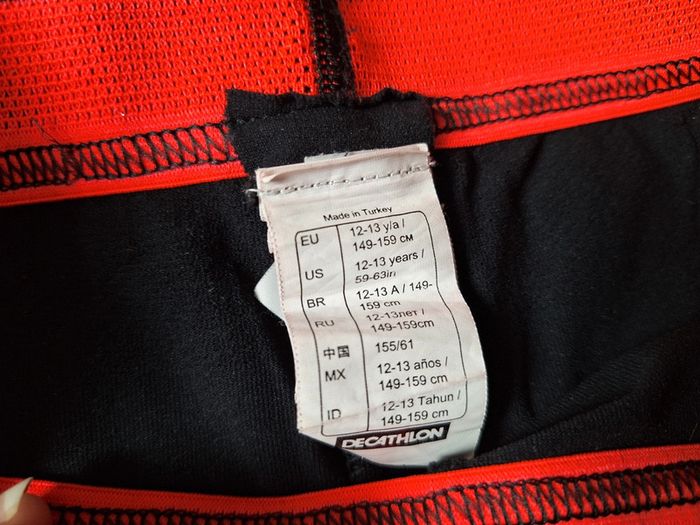 Made in Turkey
EU 12-13 y/a /
149-159 см
US 12-13 years /
59-63in
BR 12-13 A / 149-
159 cm
RU 12-13лет /
149-159cm
中国 155/61
MX 12-13 años /
149-159 cm
ID 12-13 Tahun /
149-159 cm
DECATHLON